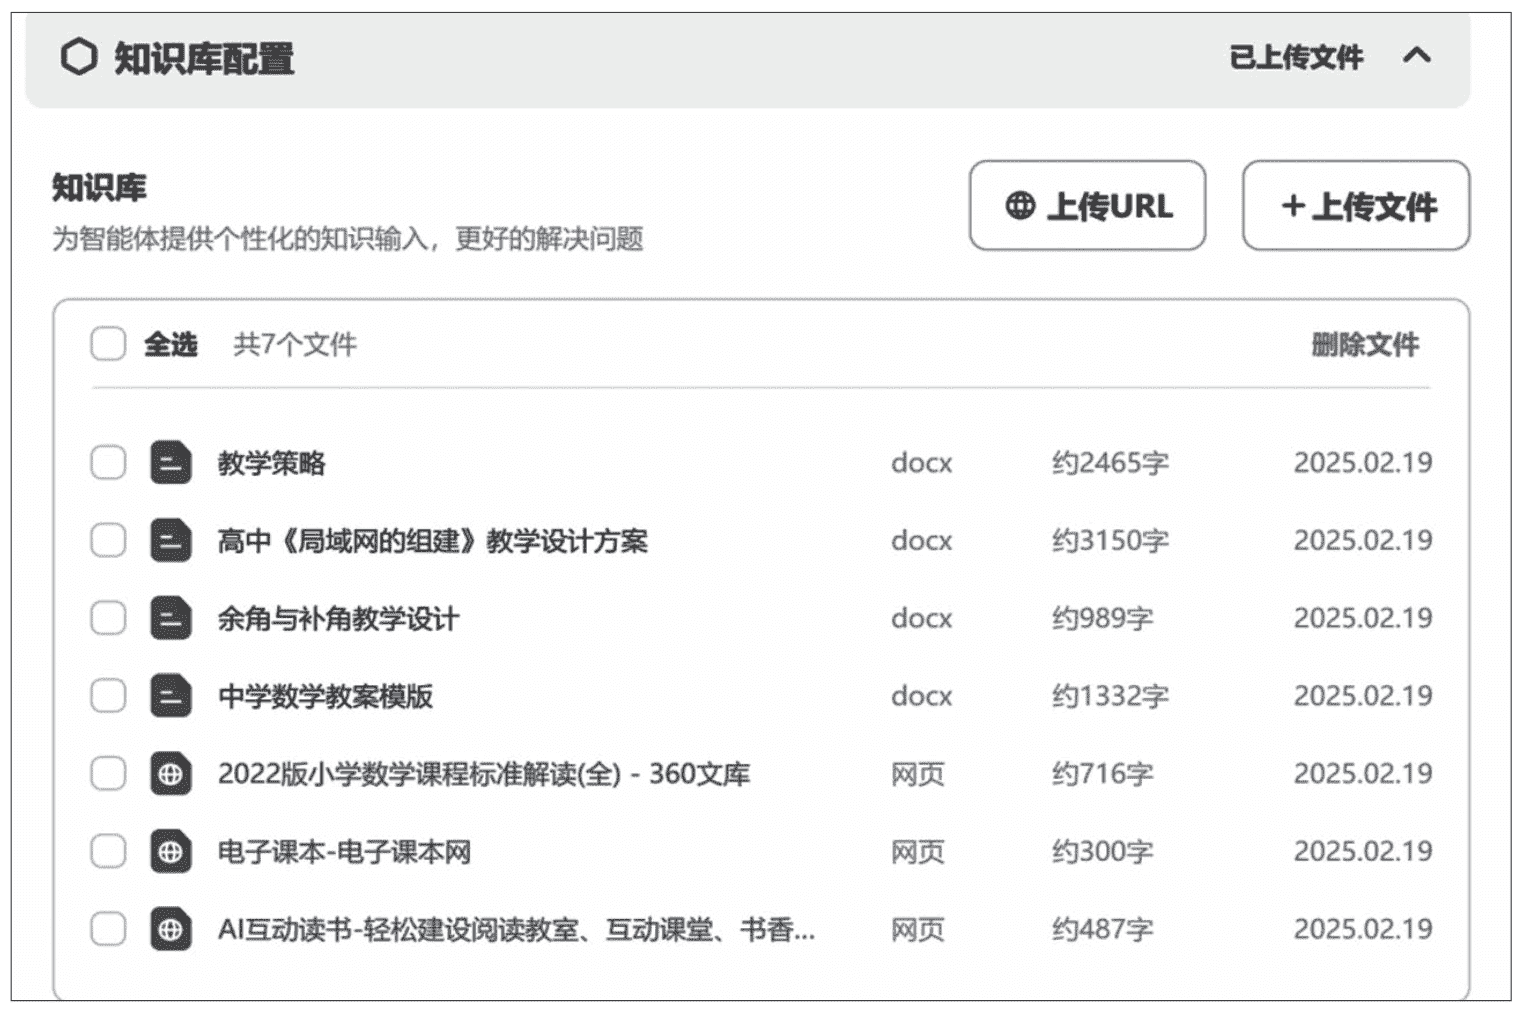 知识库配置 已上传文件
知识库 上传URL +上传文件
为智能体提供个性化的知识输入，更好的解决问题
全选 共7个文件 删除文件
教学策略 docx 约2465字 2025.02.19
高中《局域网的组建》教学设计方案 docx 约3150字 2025.02.19
余角与补角教学设计 docx 约989字 2025.02.19
中学数学教案模版 docx 约1332字 2025.02.19
2022版小学数学课程标准解读(全) - 360文库 网页 约716字 2025.02.19
电子课本-电子课本网 网页 约300字 2025.02.19
AI互动读书-轻松建设阅读教室、互动课堂、书香... 网页 约487字 2025.02.19